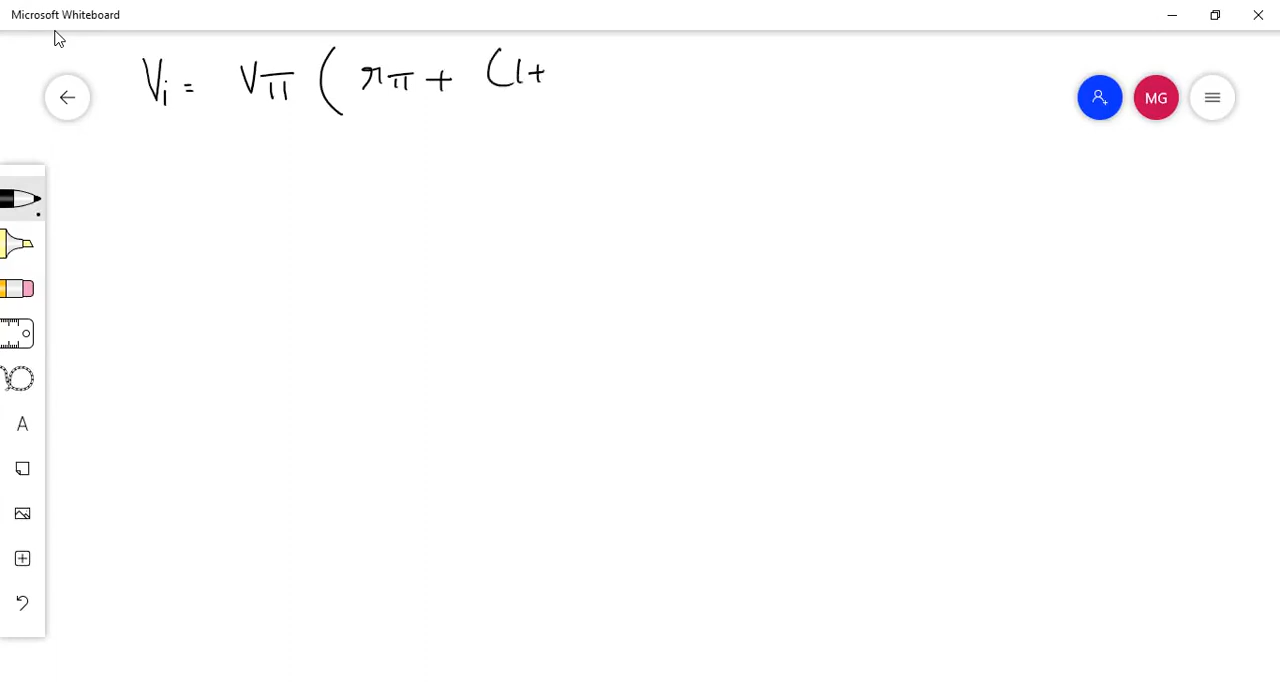 Microsoft Whiteboard
Vi = Vπ ( rπ + (1+
MG
A